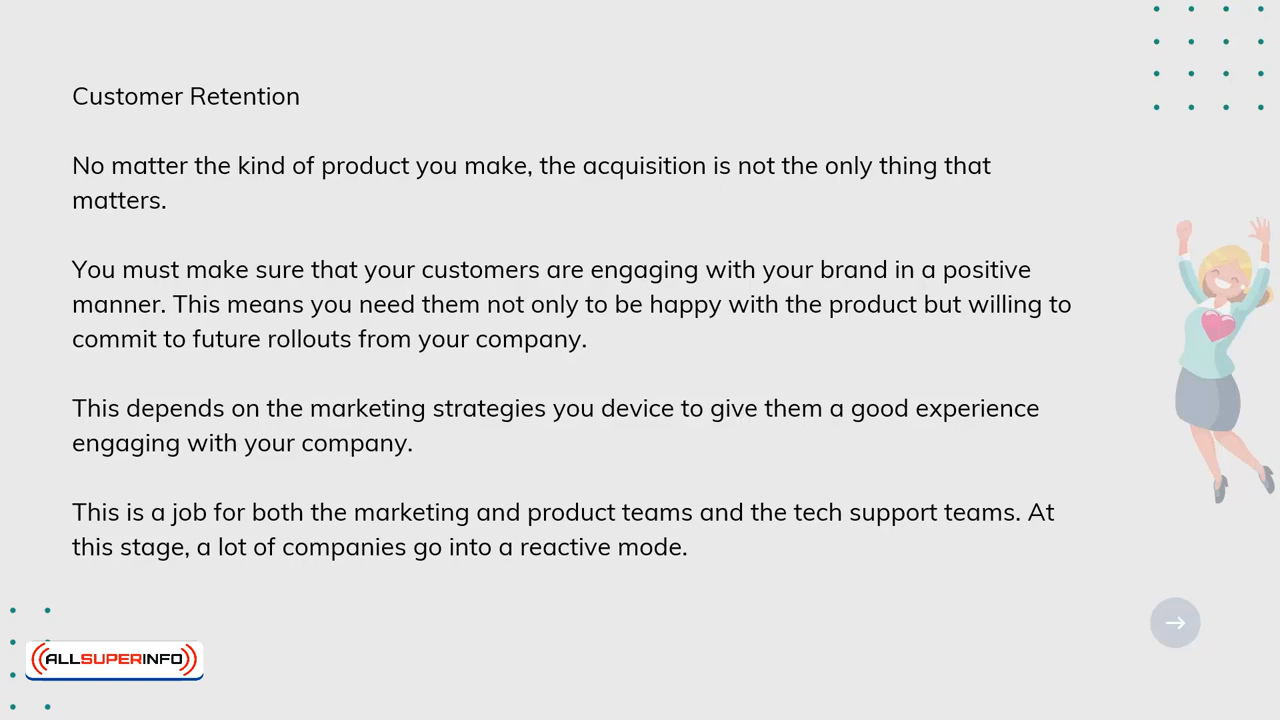 Customer Retention
No matter the kind of product you make, the acquisition is not the only thing that
matters.
You must make sure that your customers are engaging with your brand in a positive
manner. This means you need them not only to be happy with the product but willing to
commit to future rollouts from your company.
This depends on the marketing strategies you device to give them a good experience
engaging with your company.
This is a job for both the marketing and product teams and the tech support teams. At
this stage, a lot of companies go into a reactive mode.
ALLSUPERINFO